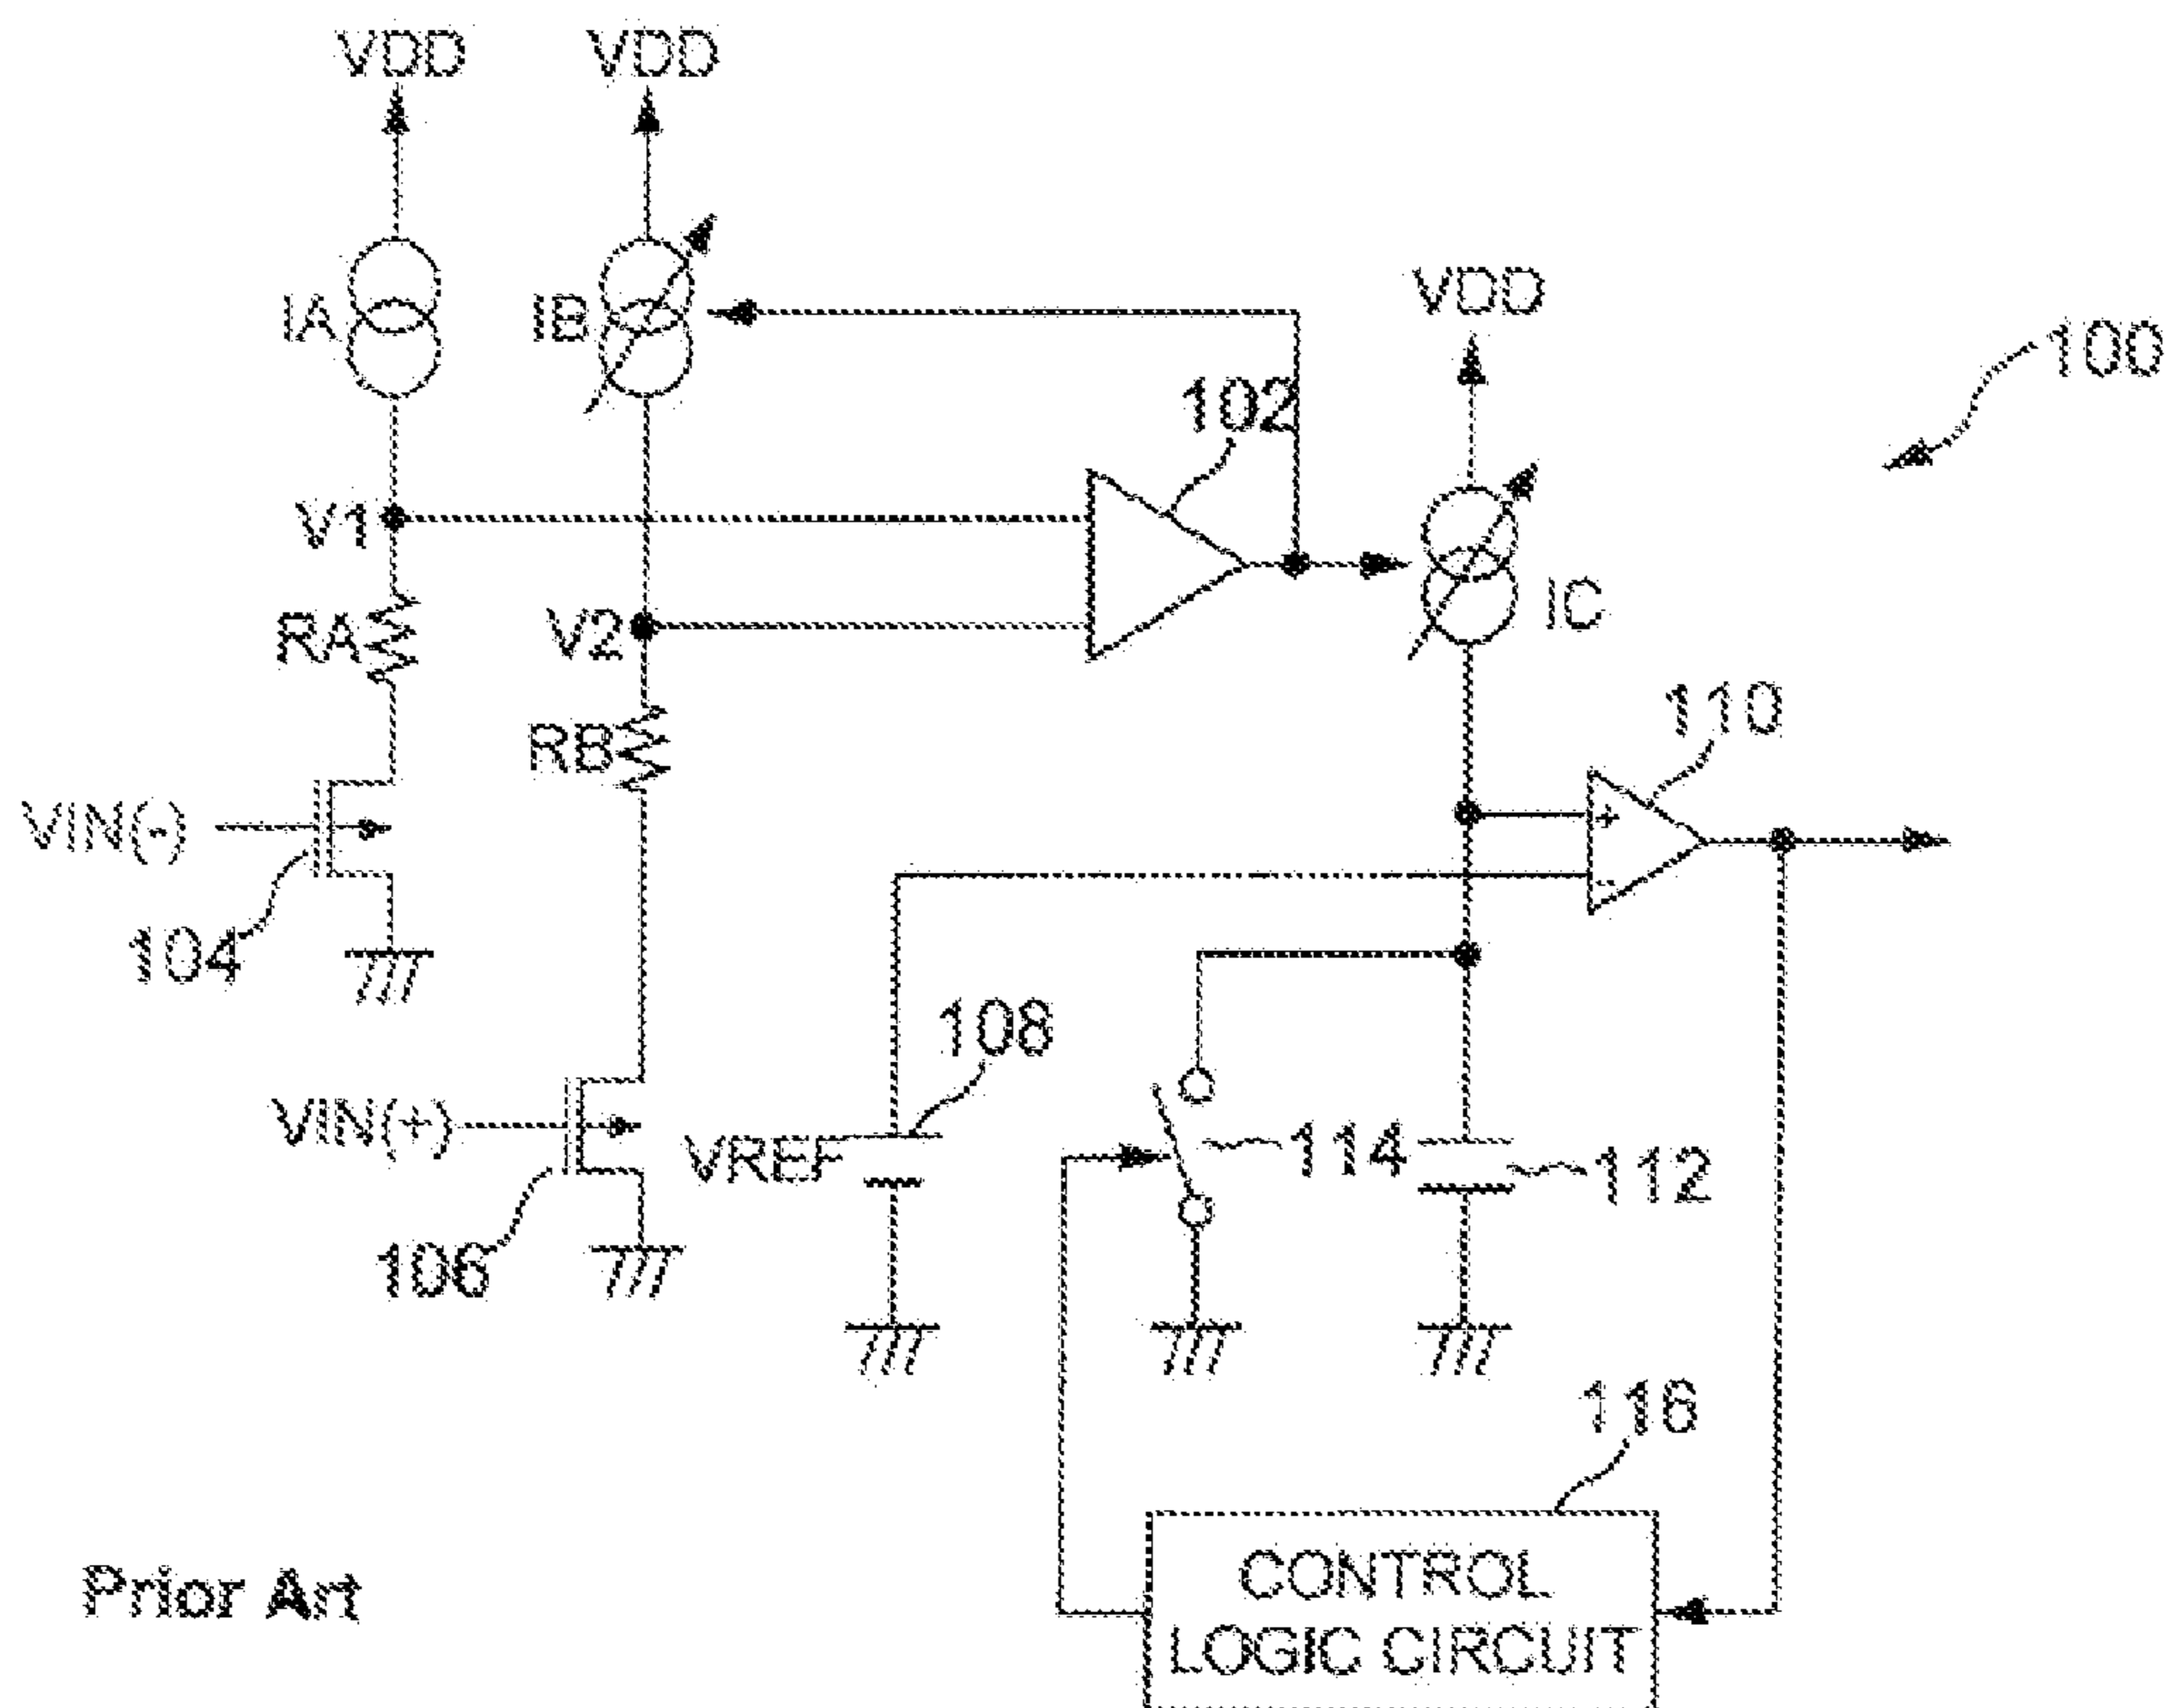 VDD
VDD
IA
IB
VDD
100
102
V1
IC
RA
V2
110
RB
+
VIN(-)
-
104
108
VIN(+)
VREF
114
112
106
116
CONTROL
LOGIC CIRCUIT
Prior Art